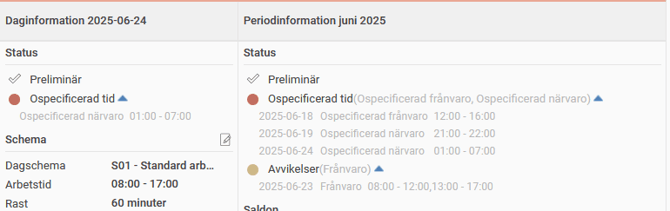 Daginformation 2025-06-24
Status
Preliminär
Ospecificerad tid
Ospecificerad närvaro 01:00 - 07:00
Schema
Dagschema S01 - Standard arb...
Arbetstid 08:00 - 17:00
Rast 60 minuter
Periodinformation juni 2025
Status
Preliminär
Ospecificerad tid(Ospecificerad frånvaro, Ospecificerad närvaro)
2025-06-18 Ospecificerad frånvaro 12:00 - 16:00
2025-06-19 Ospecificerad närvaro 21:00 - 22:00
2025-06-24 Ospecificerad närvaro 01:00 - 07:00
Avvikelser(Frånvaro)
2025-06-23 Frånvaro 08:00 - 12:00,13:00 - 17:00
Saldon